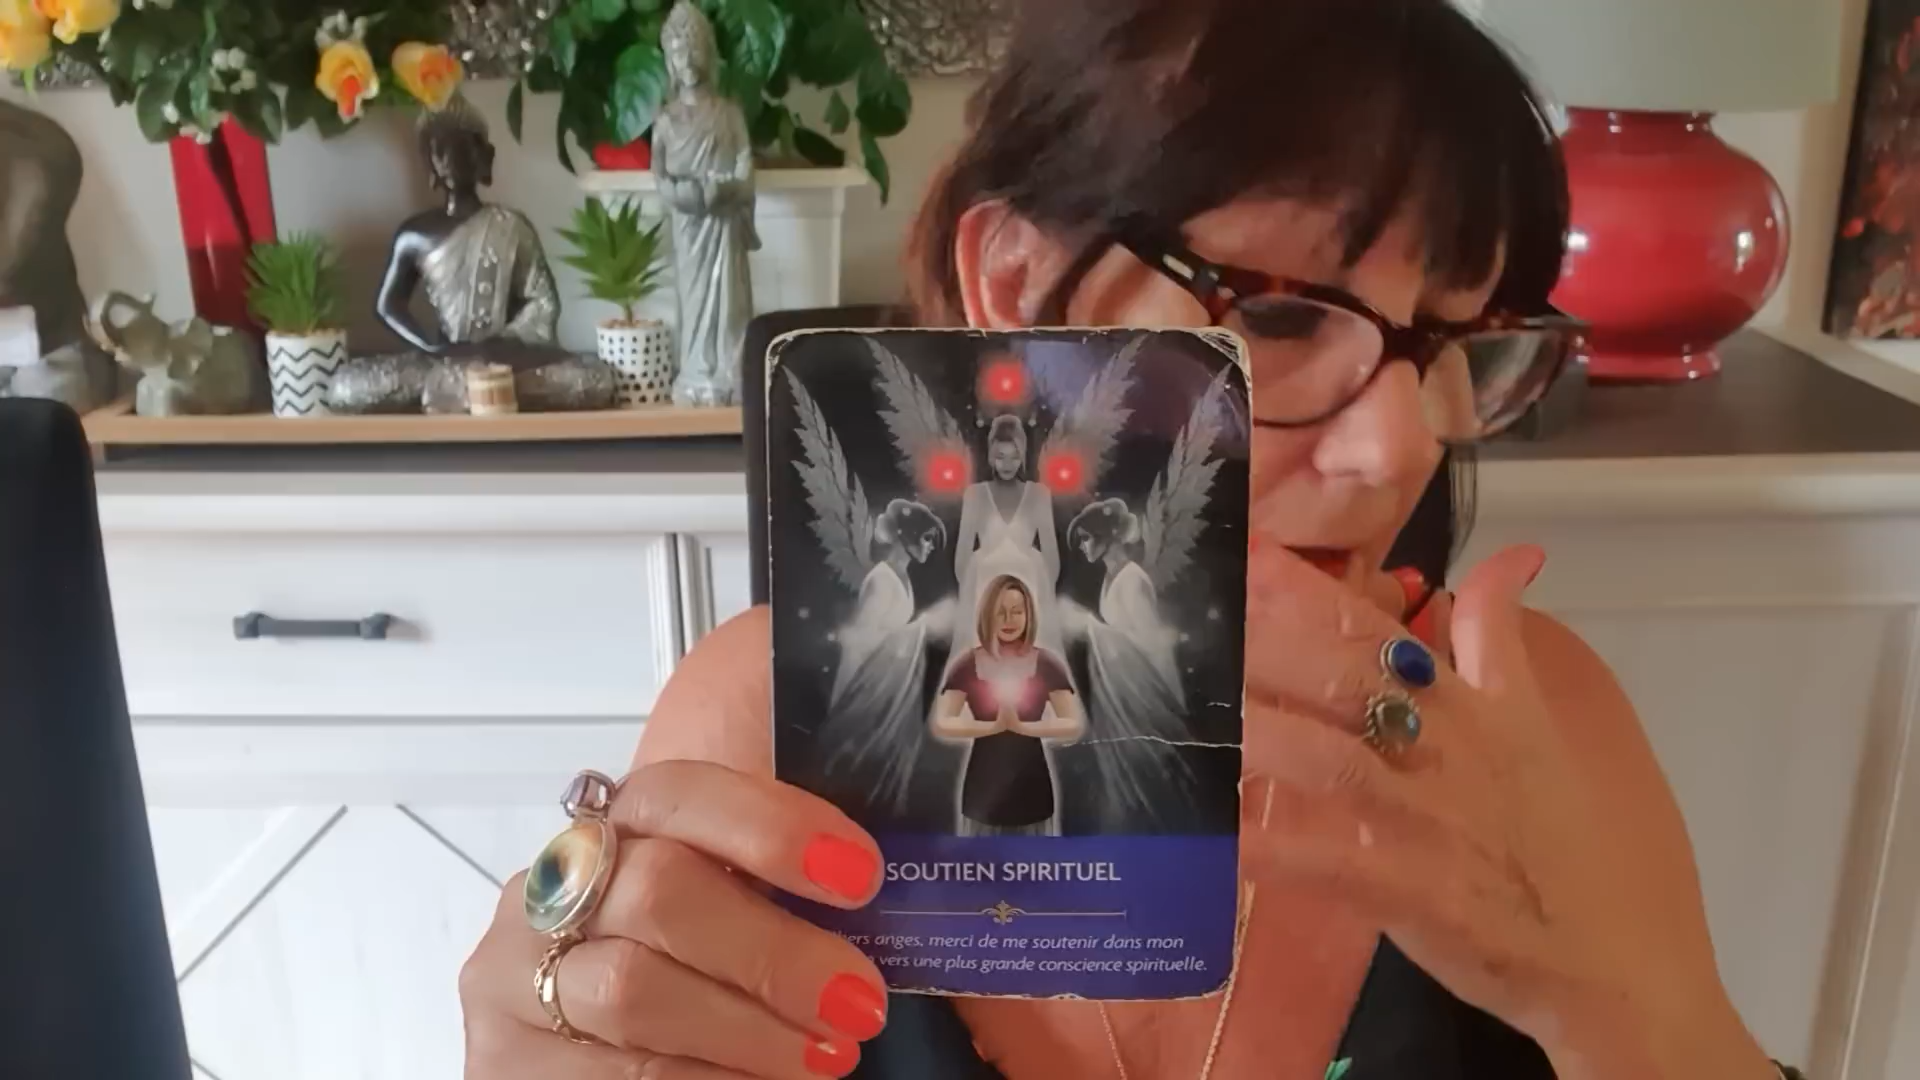 SOUTIEN SPIRITUEL
anges, merci de me soutenir dans mon
vers une plus grande conscience spirituelle.